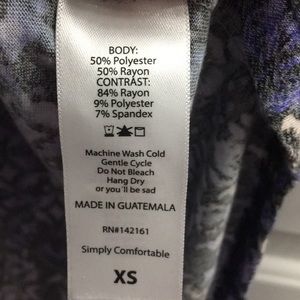 BODY:
50% Polyester
50% Rayon
CONTRAST:
84% Rayon
9% Polyester
7% Spandex
Machine Wash Cold
Gentle Cycle
Do Not Bleach
Hang Dry
or you'll be sad
MADE IN GUATEMALA
RN#142161
Simply Comfortable
XS